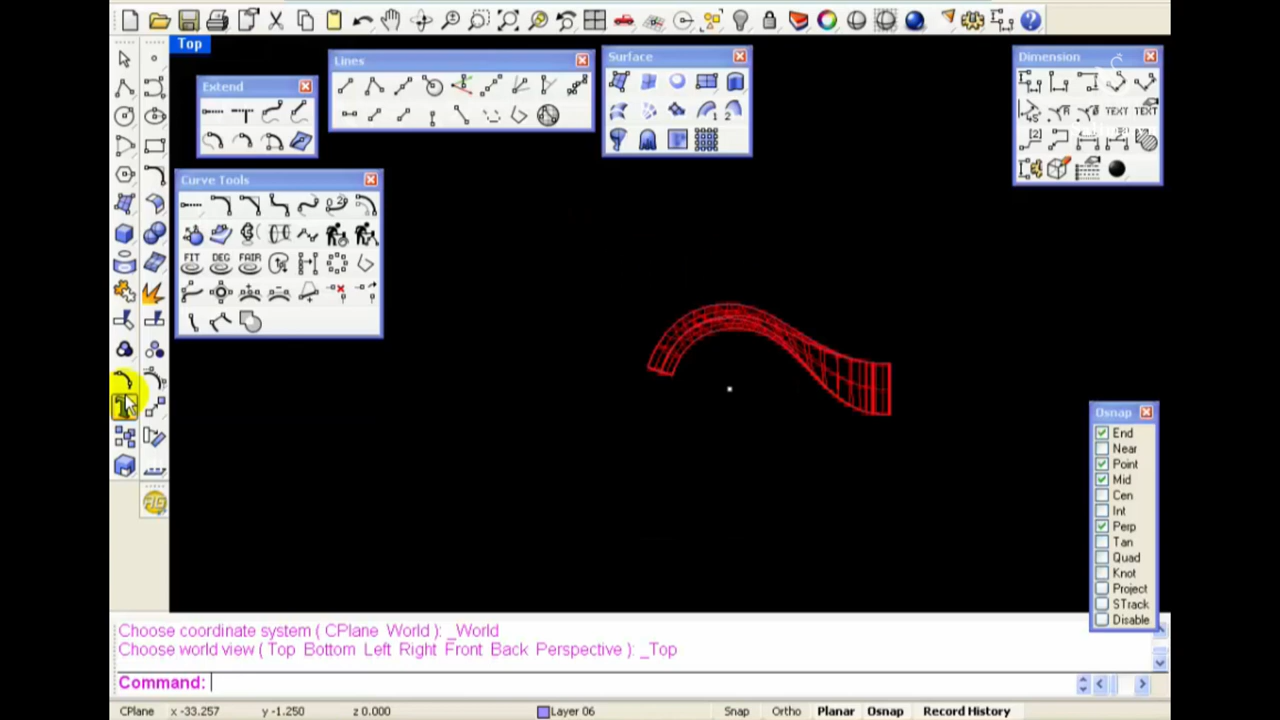 Top
Extend
Lines
Surface
Dimension
TEXT TEXT
Curve Tools
FIT DEG FAIR
1 2
Osnap
End
Near
Point
Mid
Cen
Int
Perp
Tan
Quad
Knot
Project
STrack
Disable
Choose coordinate system ( CPlane World ): _World
Choose world view ( Top Bottom Left Right Front Back Perspective ): _Top
Command:
CPlane x -33.257 y -1.250 z 0.000 Layer 06 Snap Ortho Planar Osnap Record History